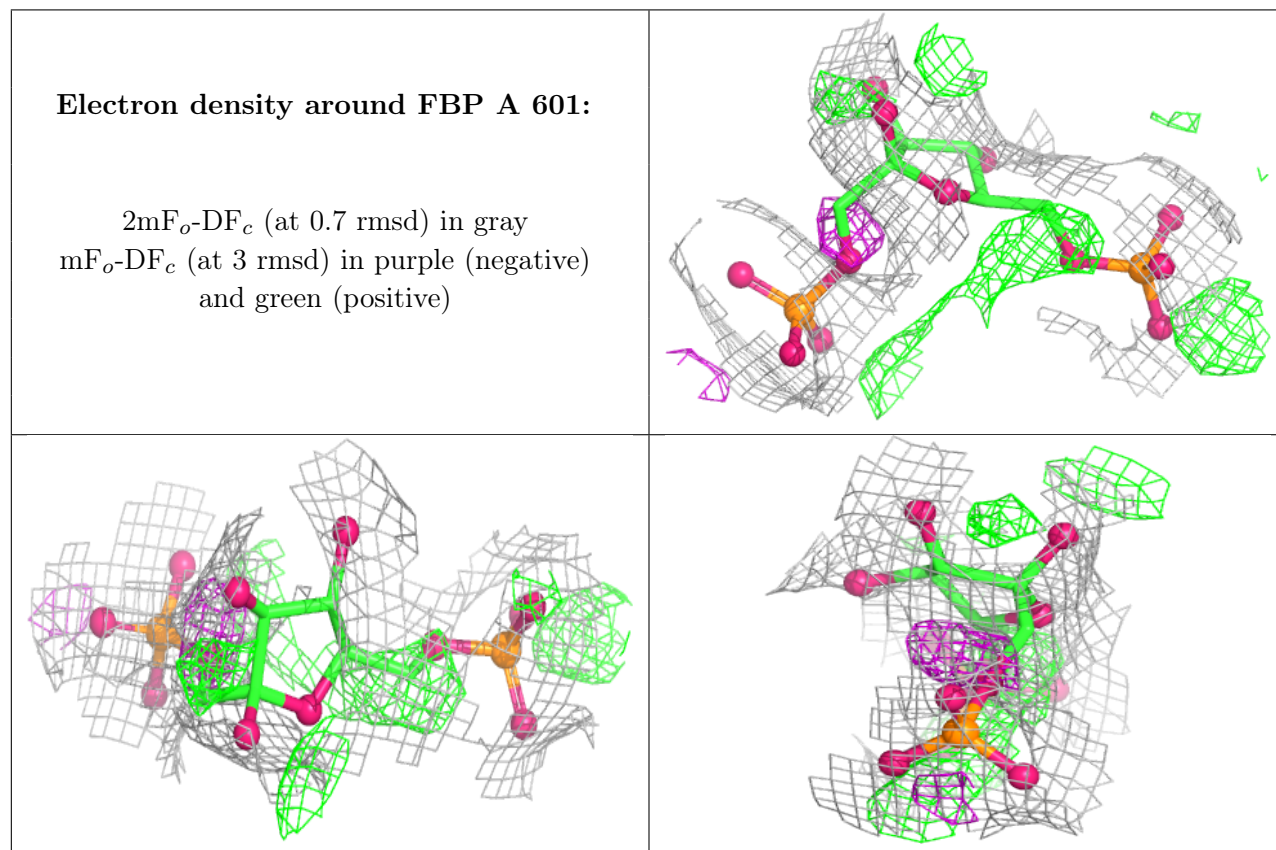 Electron density around FBP A 601:
2mFo-DFc (at 0.7 rmsd) in gray
mFo-DFc (at 3 rmsd) in purple (negative)
and green (positive)